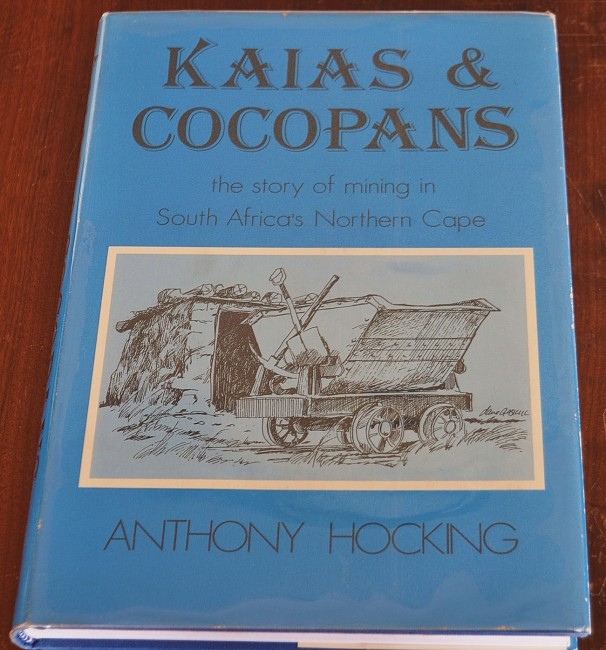 KAIAS &
COCOPANS
the story of mining in
South Africa's Northern Cape
ANTHONY HOCKING